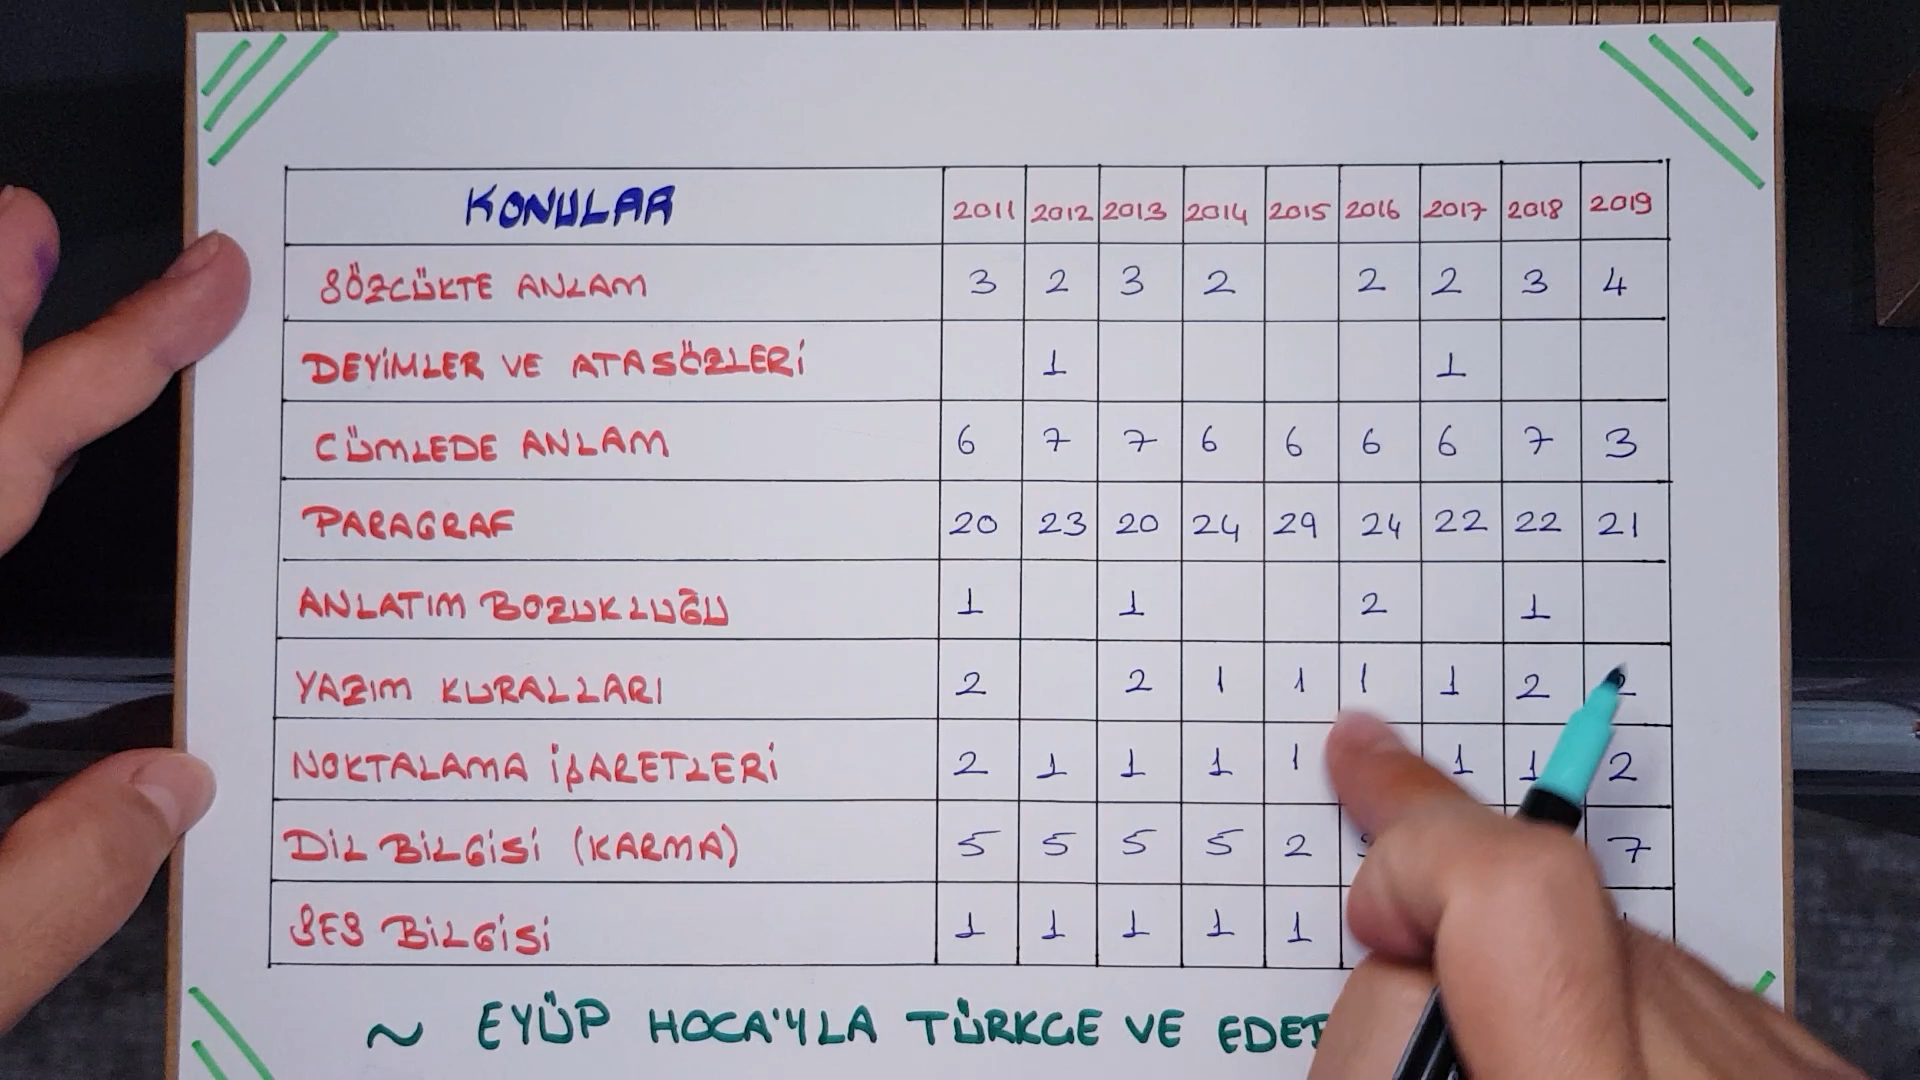 KONULAR 2011 2012 2013 2014 2015 2016 2017 2018 2019
SÖZCÜKTE ANLAM 3 2 3 2 2 2 3 4
DEYİMLER VE ATASÖZLERİ 1 1
CÜMLEDE ANLAM 6 7 7 6 6 6 6 7 3
PARAGRAF 20 23 20 24 29 24 22 22 21
ANLATIM BOZUKLUĞU 1 1 2 1
YAZIM KURALLARI 2 2 1 1 1 1 2 2
NOKTALAMA İŞARETLERİ 2 1 1 1 1 1 1 2
DİL BİLGİSİ (KARMA) 5 5 5 5 2 7
SES BİLGİSİ 1 1 1 1 1
~ EYÜP HOCA'YLA TÜRKÇE VE